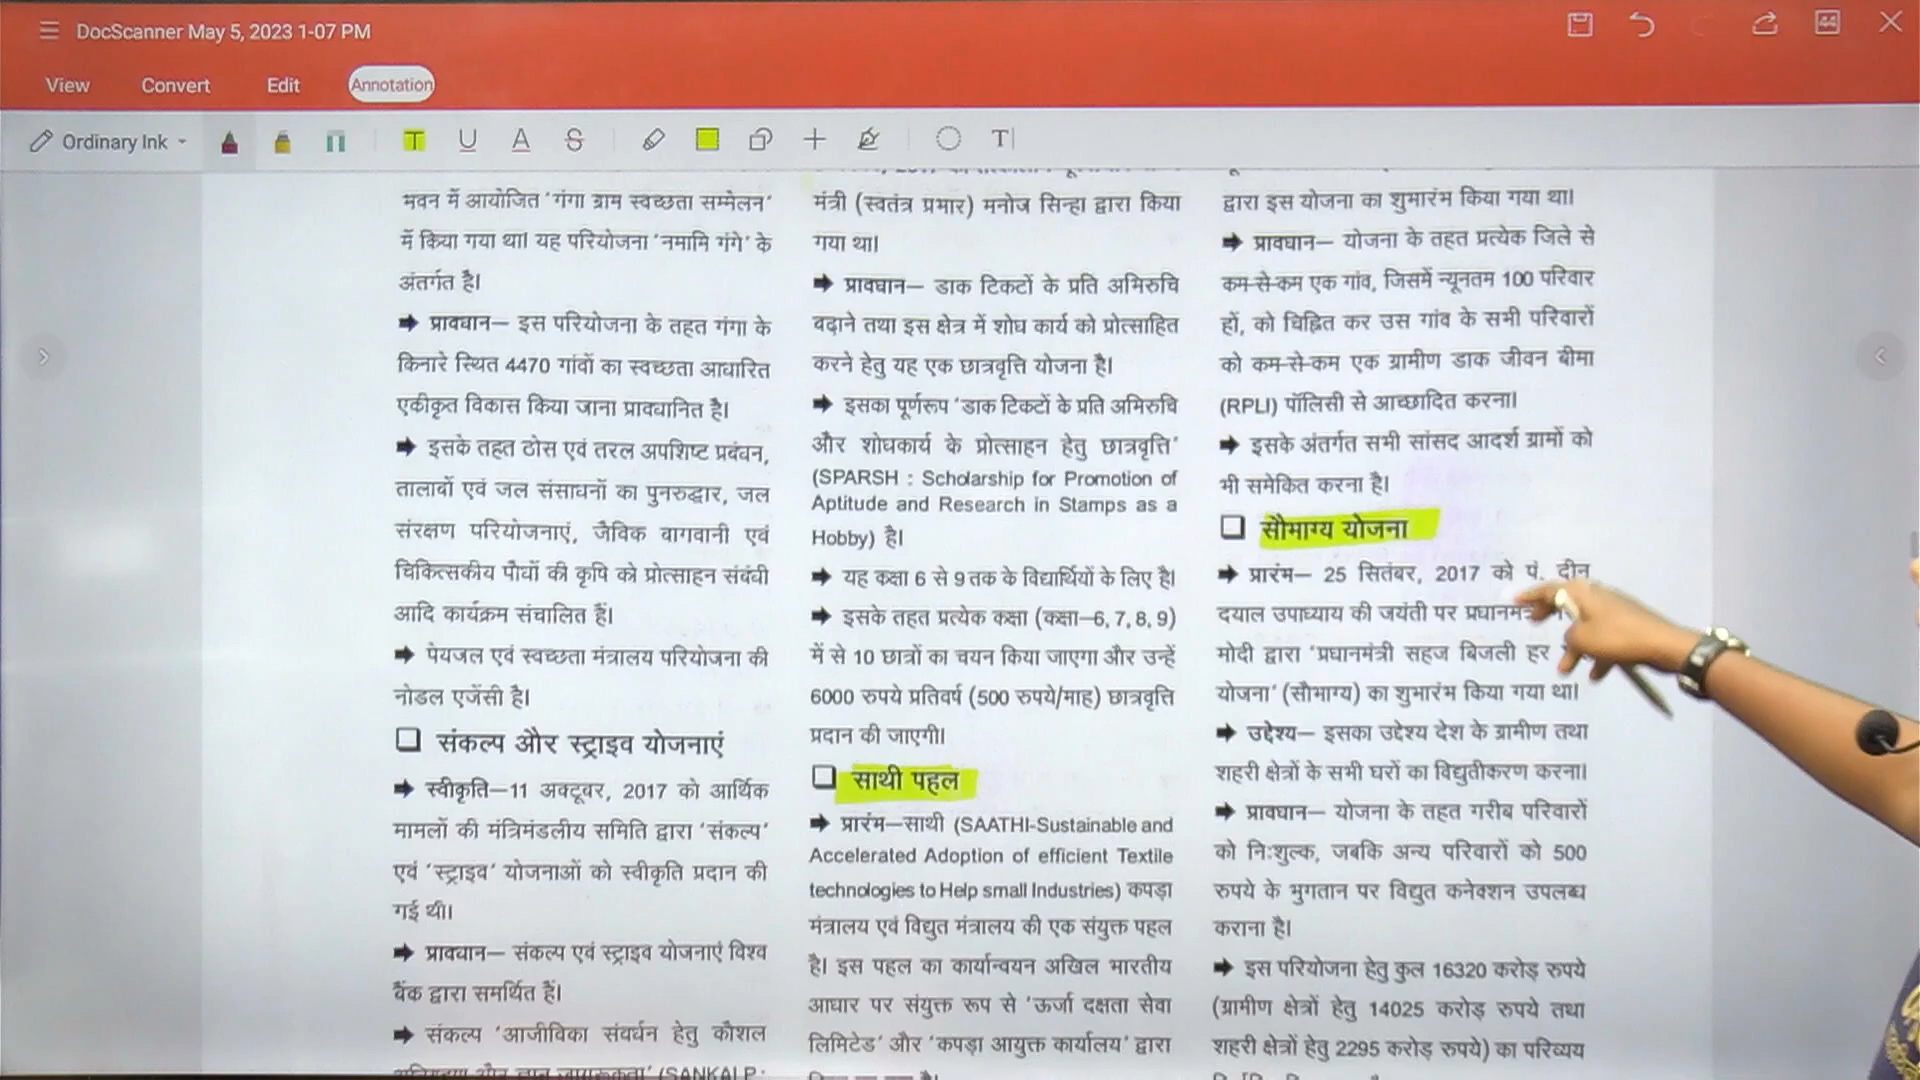 DocScanner May 5, 2023 1-07 PM
View Convert Edit Annotation
Ordinary Ink
भवन में आयोजित ‘गंगा ग्राम स्वच्छता सम्मेलन’
में किया गया था। यह परियोजना ‘नमामि गंगे’ के
अंतर्गत है।
➡ प्रावधान– इस परियोजना के तहत गंगा के
किनारे स्थित 4470 गांवों का स्वच्छता आधारित
एकीकृत विकास किया जाना प्रावधानित है।
➡ इसके तहत ठोस एवं तरल अपशिष्ट प्रबंधन,
तालाबों एवं जल संसाधनों का पुनरुद्धार, जल
संरक्षण परियोजनाएं, जैविक बागवानी एवं
चिकित्सकीय पौधों की कृषि को प्रोत्साहन संबंधी
आदि कार्यक्रम संचालित हैं।
➡ पेयजल एवं स्वच्छता मंत्रालय परियोजना की
नोडल एजेंसी है।
❑ संकल्प और स्ट्राइव योजनाएं
➡ स्वीकृति–11 अक्टूबर, 2017 को आर्थिक
मामलों की मंत्रिमंडलीय समिति द्वारा ‘संकल्प’
एवं ‘स्ट्राइव’ योजनाओं को स्वीकृति प्रदान की
गई थी।
➡ प्रावधान– संकल्प एवं स्ट्राइव योजनाएं विश्व
बैंक द्वारा समर्थित हैं।
➡ संकल्प ‘आजीविका संवर्धन हेतु कौशल
(SANKALP:
मंत्री (स्वतंत्र प्रभार) मनोज सिन्हा द्वारा किया
गया था।
➡ प्रावधान– डाक टिकटों के प्रति अभिरुचि
बढ़ाने तथा इस क्षेत्र में शोध कार्य को प्रोत्साहित
करने हेतु यह एक छात्रवृत्ति योजना है।
➡ इसका पूर्णरूप ‘डाक टिकटों के प्रति अभिरुचि
और शोधकार्य के प्रोत्साहन हेतु छात्रवृत्ति’
(SPARSH : Scholarship for Promotion of
Aptitude and Research in Stamps as a
Hobby) है।
➡ यह कक्षा 6 से 9 तक के विद्यार्थियों के लिए है।
➡ इसके तहत प्रत्येक कक्षा (कक्षा–6, 7, 8, 9)
में से 10 छात्रों का चयन किया जाएगा और उन्हें
6000 रुपये प्रतिवर्ष (500 रुपये/माह) छात्रवृत्ति
प्रदान की जाएगी।
❑ साथी पहल
➡ प्रारंभ–साथी (SAATHI-Sustainable and
Accelerated Adoption of efficient Textile
technologies to Help small Industries) कपड़ा
मंत्रालय एवं विद्युत मंत्रालय की एक संयुक्त पहल
है। इस पहल का कार्यान्वयन अखिल भारतीय
आधार पर संयुक्त रूप से ‘ऊर्जा दक्षता सेवा
लिमिटेड’ और ‘कपड़ा आयुक्त कार्यालय’ द्वारा
द्वारा इस योजना का शुभारंभ किया गया था।
➡ प्रावधान– योजना के तहत प्रत्येक जिले से
कम-से-कम एक गांव, जिसमें न्यूनतम 100 परिवार
हों, को चिह्नित कर उस गांव के सभी परिवारों
को कम-से-कम एक ग्रामीण डाक जीवन बीमा
(RPLI) पॉलिसी से आच्छादित करना।
➡ इसके अंतर्गत सभी सांसद आदर्श ग्रामों को
भी समेकित करना है।
❑ सौभाग्य योजना
➡ प्रारंभ– 25 सितंबर, 2017 को पं. दीन
दयाल उपाध्याय की जयंती पर
मोदी द्वारा ‘प्रधानमंत्री सहज बिजली हर
योजना’ (सौभाग्य) का शुभारंभ किया गया था।
➡ उद्देश्य– इसका उद्देश्य देश के ग्रामीण तथा
शहरी क्षेत्रों के सभी घरों का विद्युतीकरण करना।
➡ प्रावधान– योजना के तहत गरीब परिवारों
को निःशुल्क, जबकि अन्य परिवारों को 500
रुपये के भुगतान पर विद्युत कनेक्शन उपलब्ध
कराना है।
➡ इस परियोजना हेतु कुल 16320 करोड़ रुपये
(ग्रामीण क्षेत्रों हेतु 14025 करोड़ रुपये तथा
शहरी क्षेत्रों हेतु 2295 करोड़ रुपये) का परिव्यय